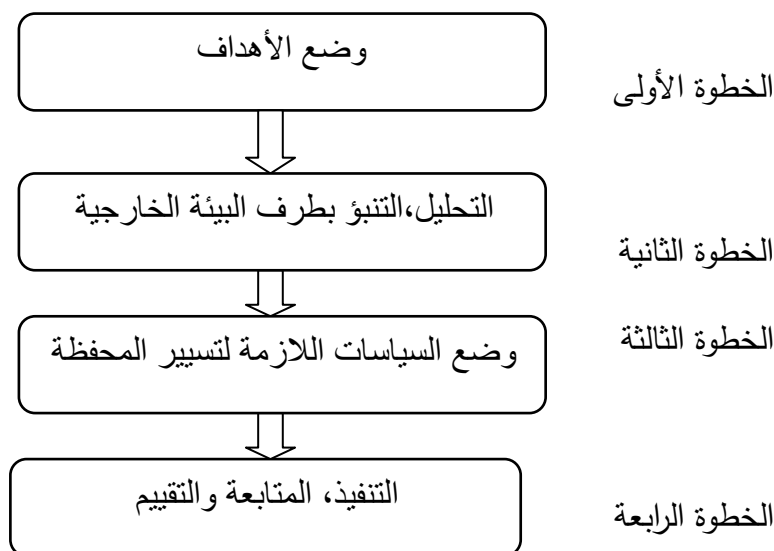 وضع الأهداف
الخطوة الأولى
التحليل،التنبؤ بطرف البيئة الخارجية
الخطوة الثانية
وضع السياسات اللازمة لتسيير المحفظة
الخطوة الثالثة
التنفيذ، المتابعة والتقييم
الخطوة الرابعة